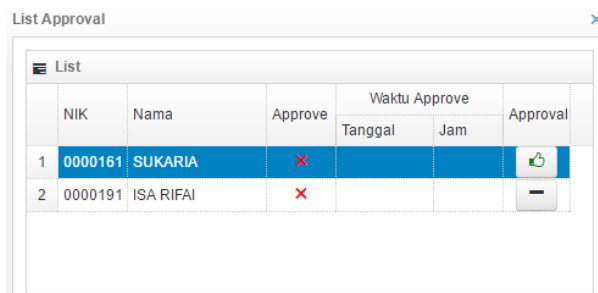 List Approval
List
NIK Nama Approve Waktu Approve Approval
Tanggal Jam
1 0000161 SUKARIA
2 0000191 ISA RIFAI